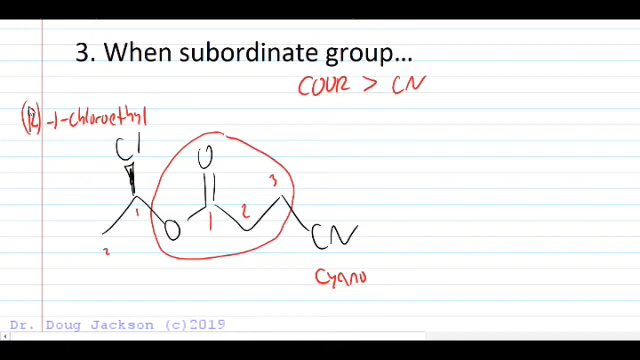 3. When subordinate group...
COOR > CN
(R)-1-chloroethyl
Cl
O
3
1
2
O
1
2
CN
Cyano
Dr. Doug Jackson (c)2019